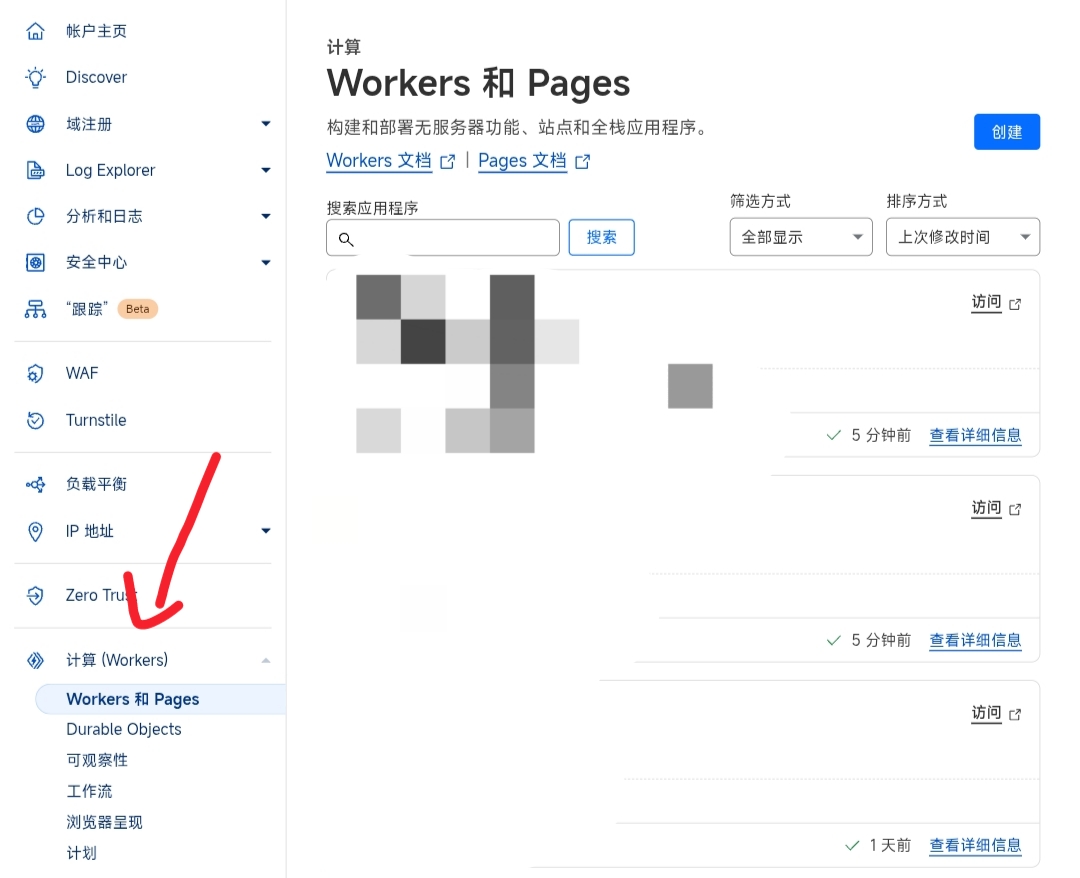 帐户主页
Discover
域注册
Log Explorer
分析和日志
安全中心
“跟踪” Beta
WAF
Turnstile
负载平衡
IP 地址
Zero Trust
计算 (Workers)
Workers 和 Pages
Durable Objects
可观察性
工作流
浏览器呈现
计划
计算
Workers 和 Pages
构建和部署无服务器功能、站点和全栈应用程序。
创建
Workers 文档 | Pages 文档
搜索应用程序
搜索
筛选方式
全部显示
排序方式
上次修改时间
访问
5 分钟前 查看详细信息
访问
5 分钟前 查看详细信息
访问
1 天前 查看详细信息